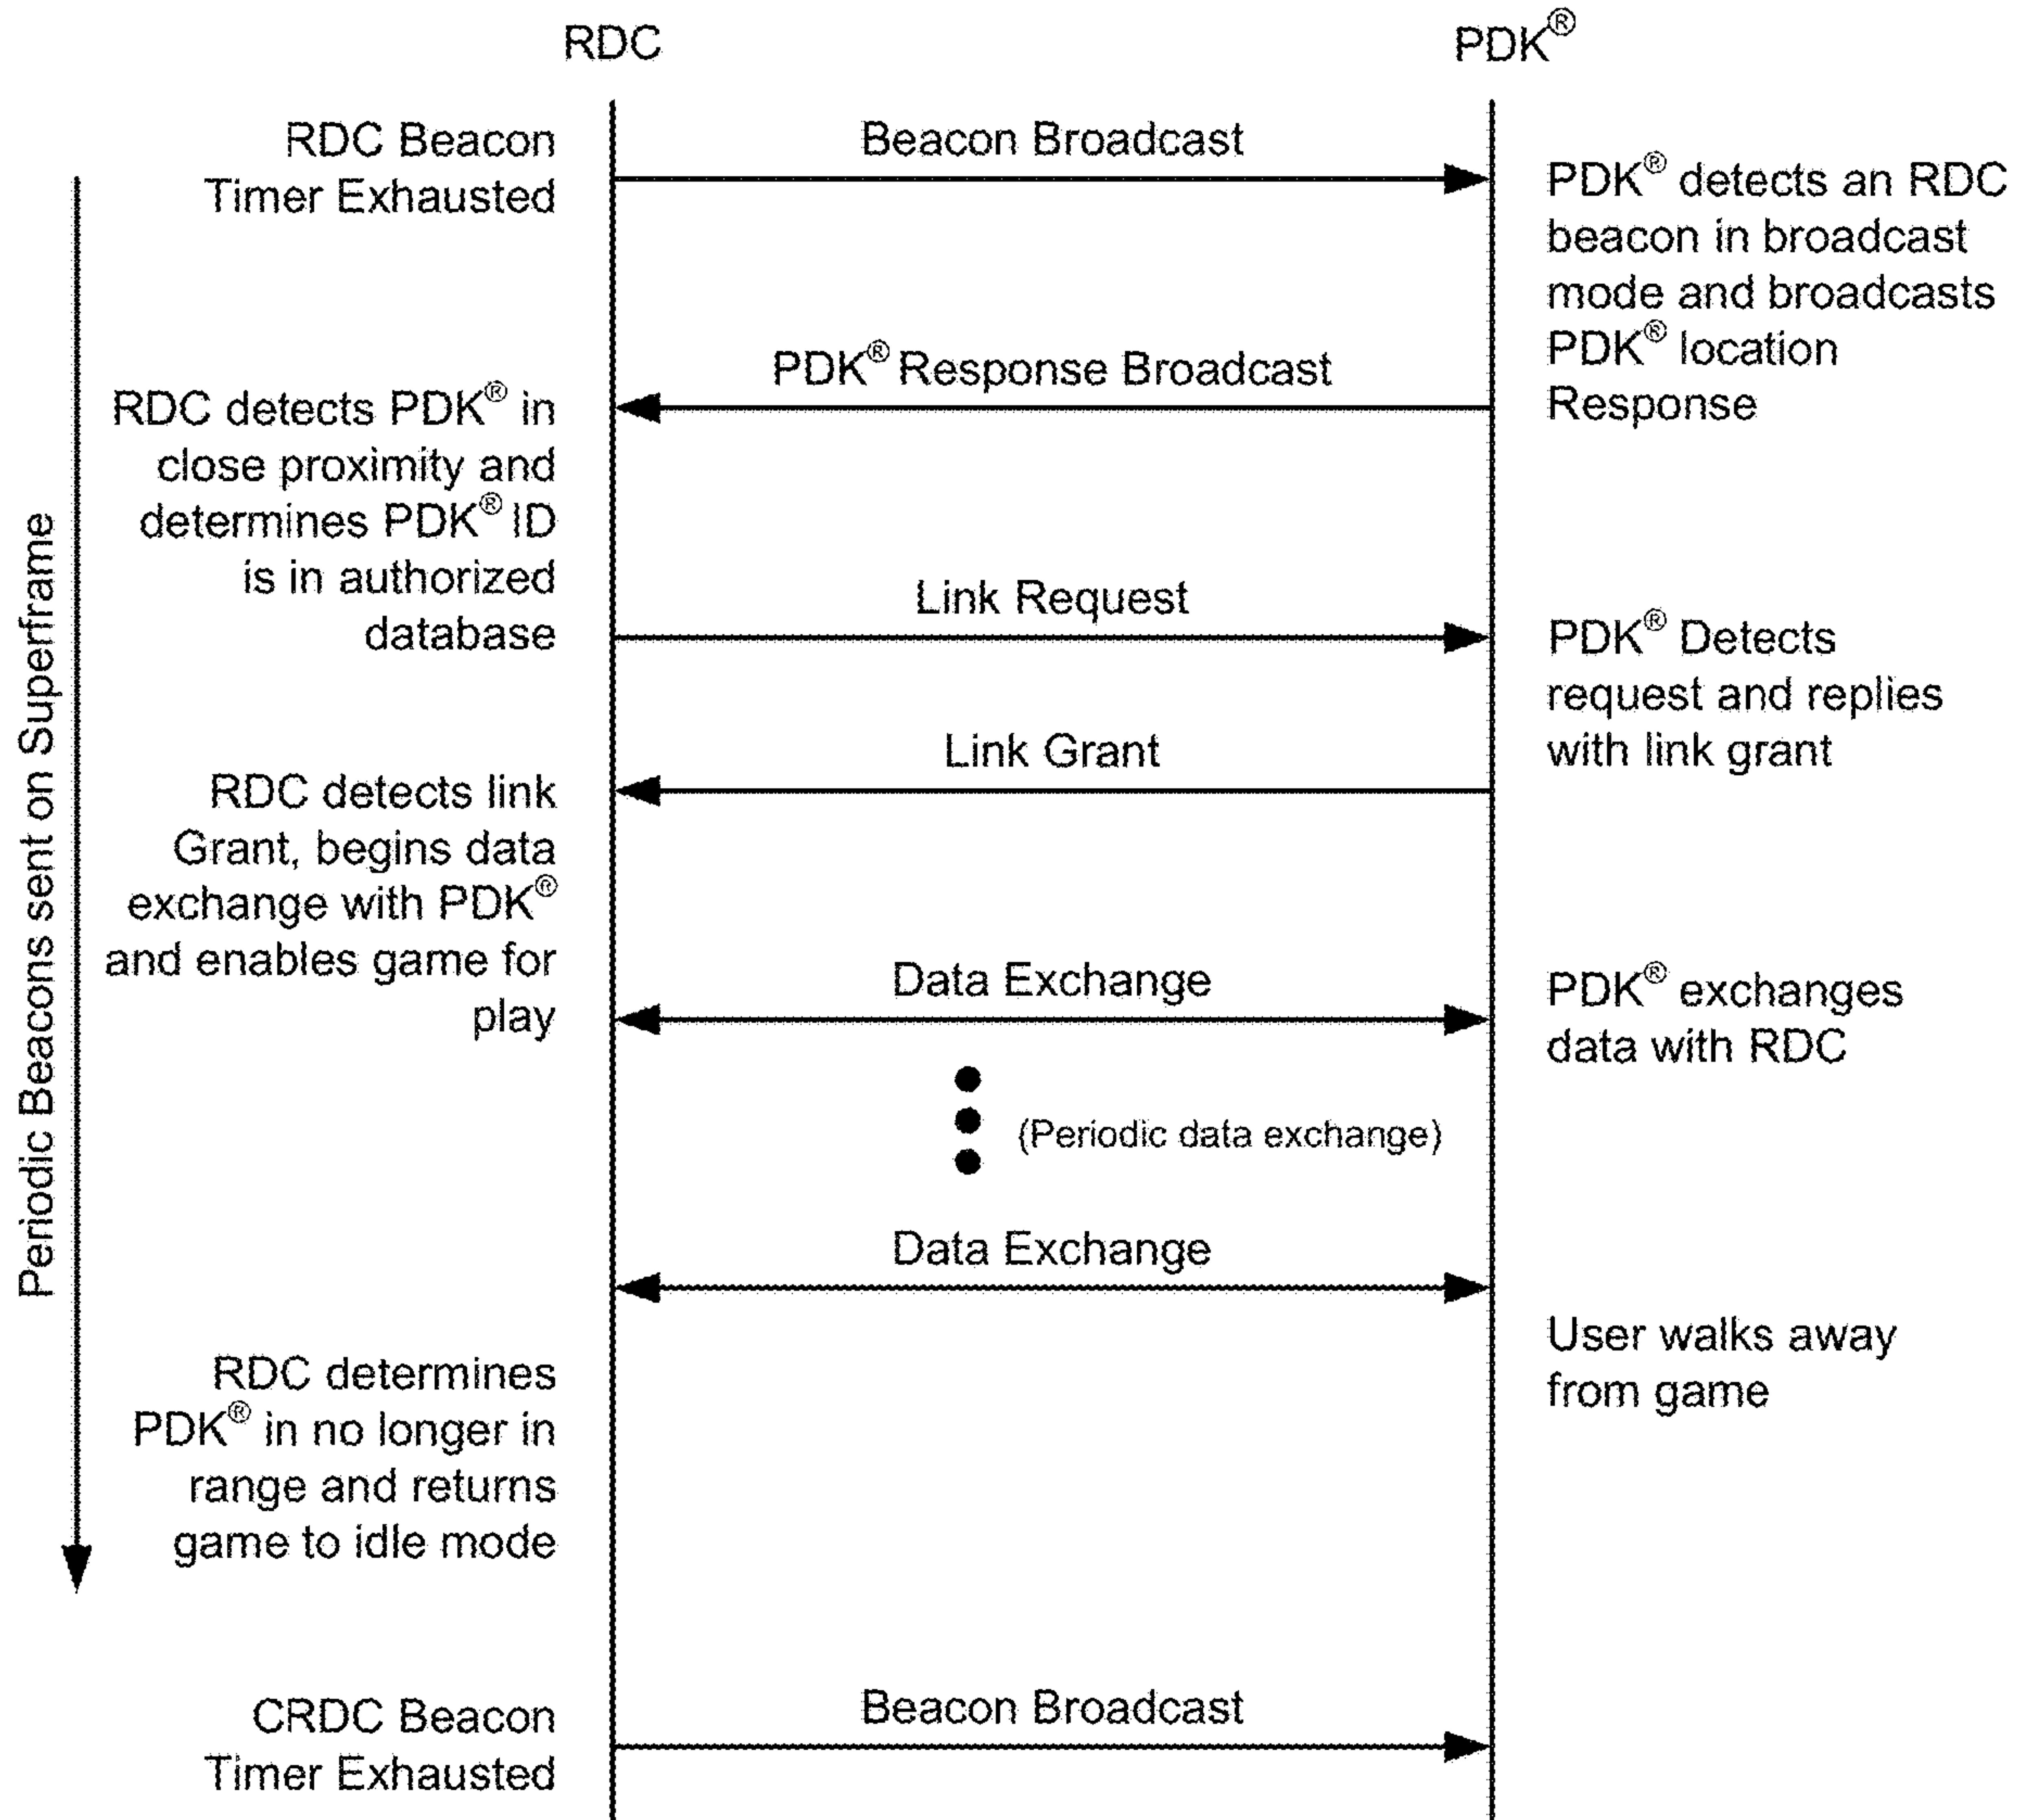 RDC
PDK®
RDC Beacon
Timer Exhausted
Beacon Broadcast
PDK® detects an RDC
beacon in broadcast
mode and broadcasts
PDK® location
Response
PDK® Response Broadcast
RDC detects PDK® in
close proximity and
determines PDK® ID
is in authorized
database
Link Request
PDK® Detects
request and replies
with link grant
Link Grant
RDC detects link
Grant, begins data
exchange with PDK®
and enables game for
play
Data Exchange
PDK® exchanges
data with RDC
(Periodic data exchange)
Data Exchange
User walks away
from game
RDC determines
PDK® in no longer in
range and returns
game to idle mode
CRDC Beacon
Timer Exhausted
Beacon Broadcast
Periodic Beacons sent on Superframe